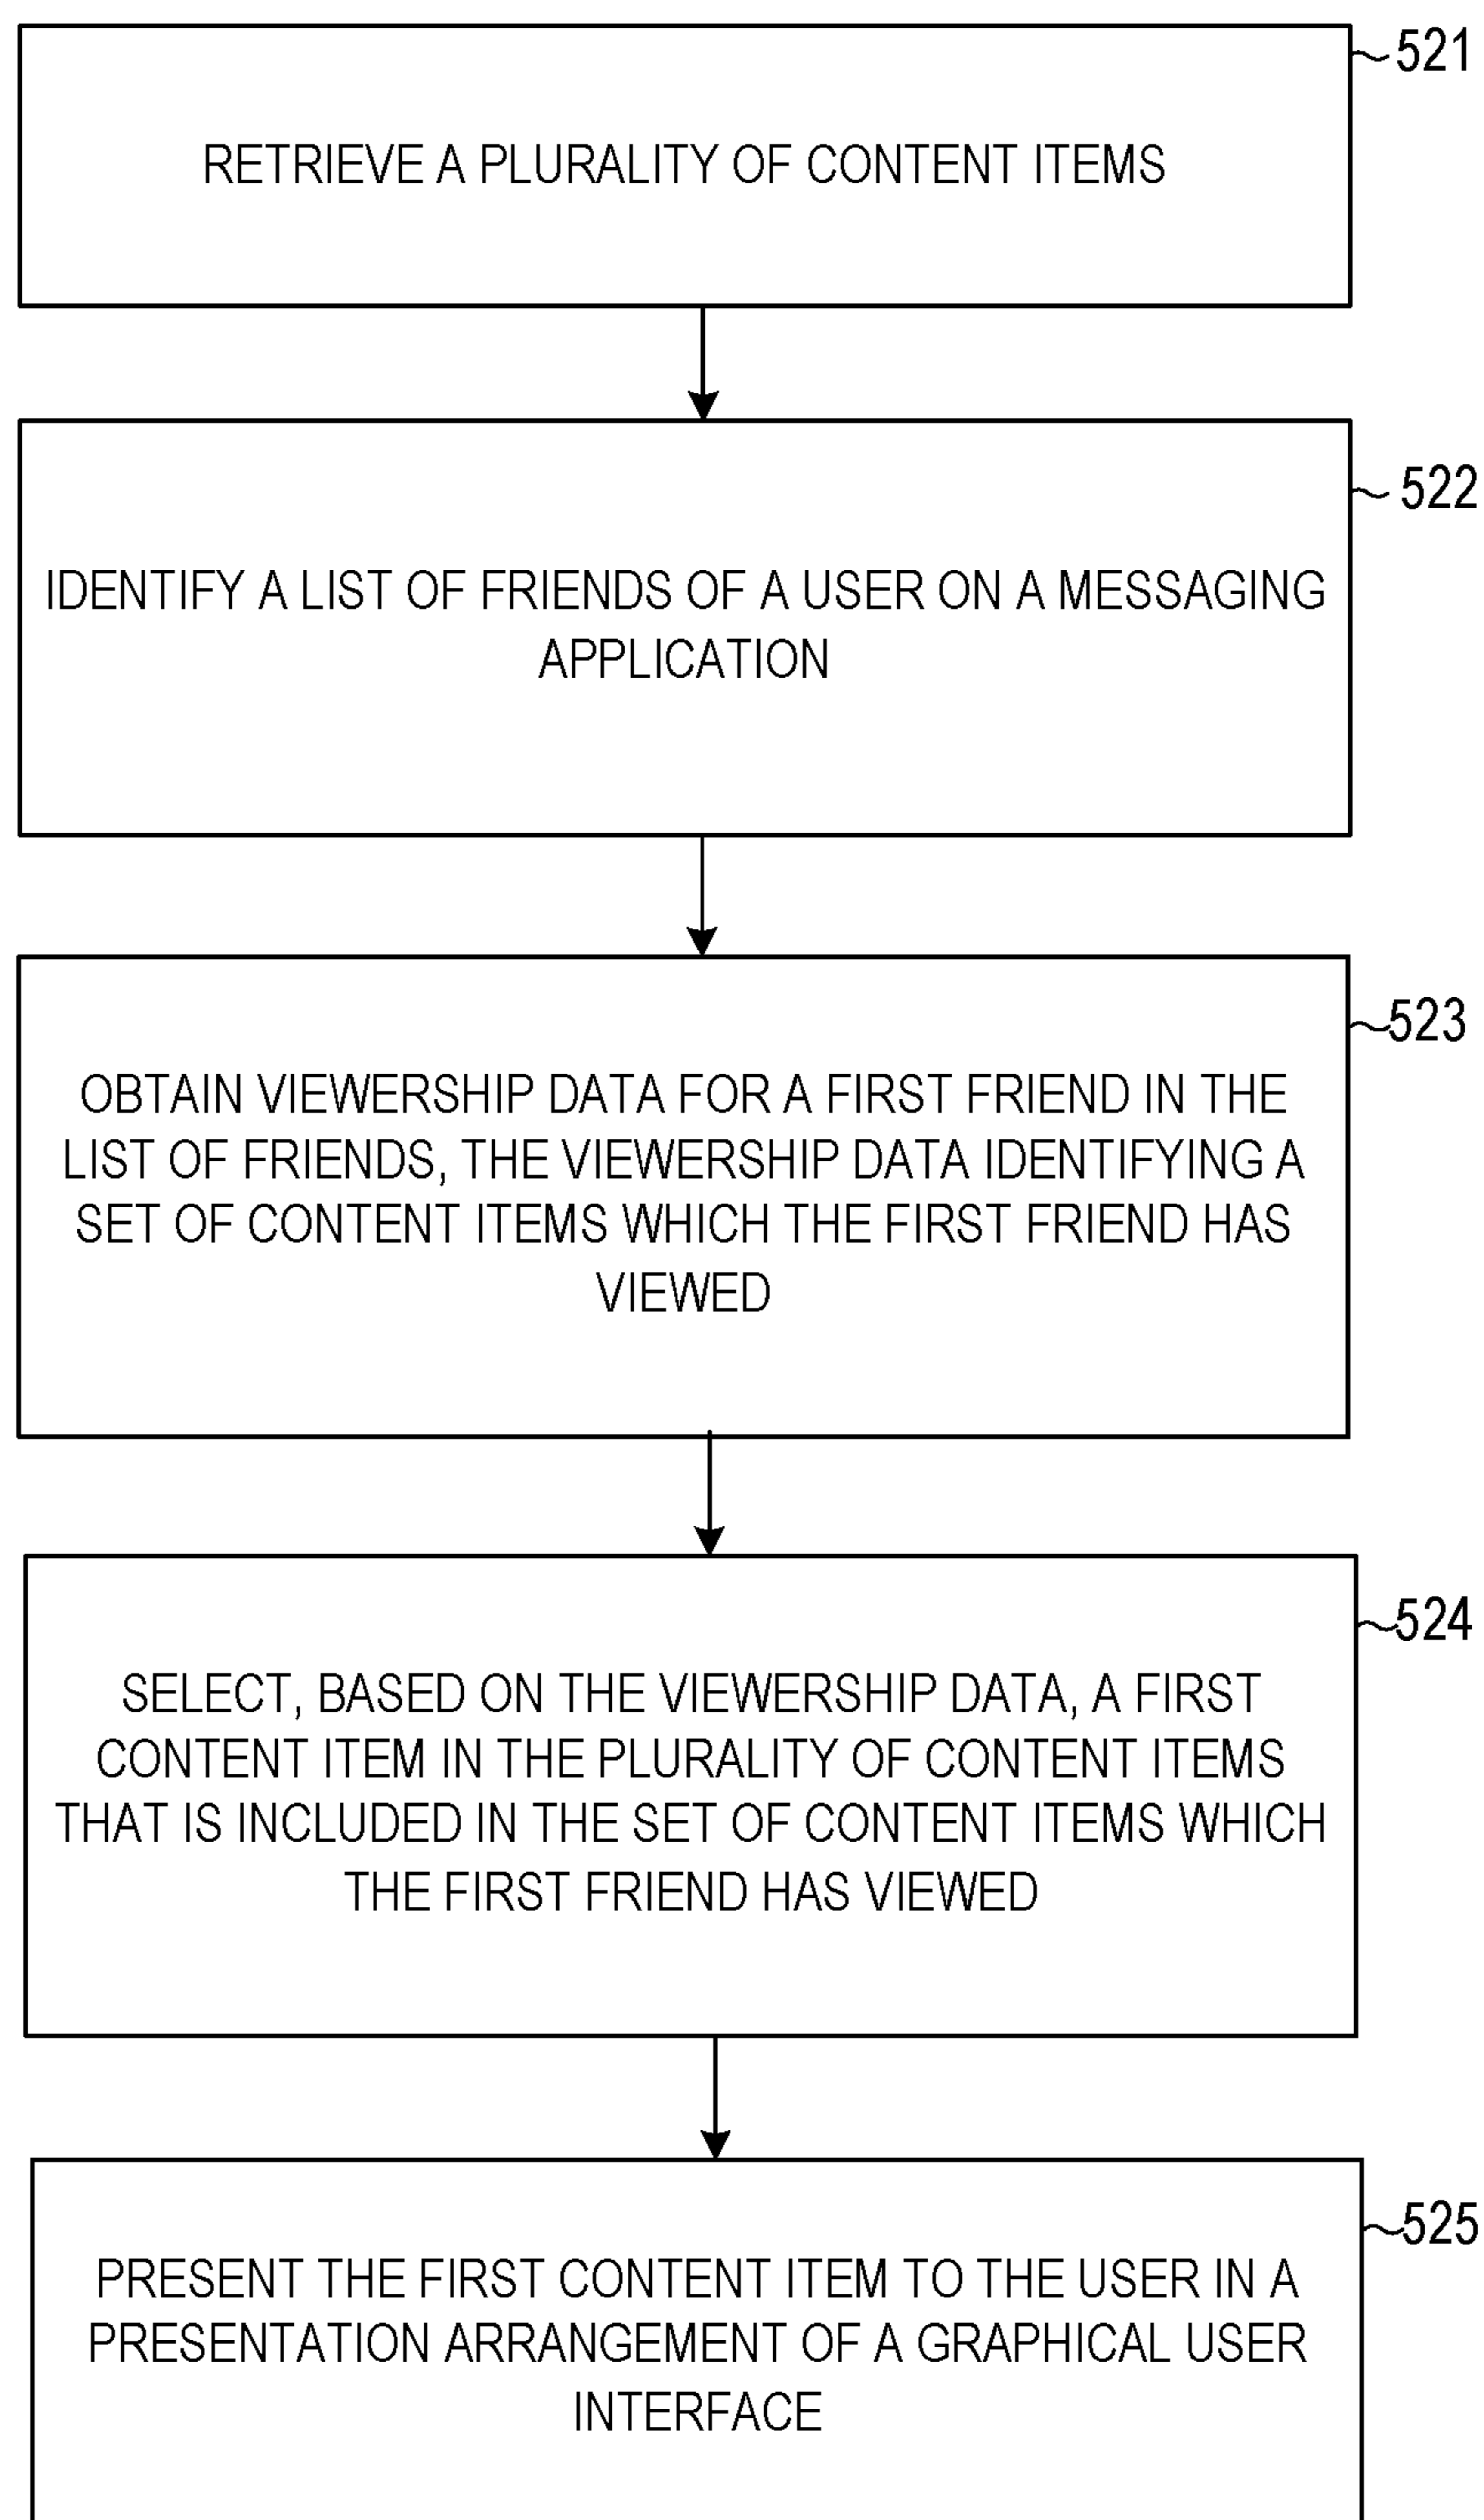 521
RETRIEVE A PLURALITY OF CONTENT ITEMS
522
IDENTIFY A LIST OF FRIENDS OF A USER ON A MESSAGING
APPLICATION
523
OBTAIN VIEWERSHIP DATA FOR A FIRST FRIEND IN THE
LIST OF FRIENDS, THE VIEWERSHIP DATA IDENTIFYING A
SET OF CONTENT ITEMS WHICH THE FIRST FRIEND HAS
VIEWED
524
SELECT, BASED ON THE VIEWERSHIP DATA, A FIRST
CONTENT ITEM IN THE PLURALITY OF CONTENT ITEMS
THAT IS INCLUDED IN THE SET OF CONTENT ITEMS WHICH
THE FIRST FRIEND HAS VIEWED
525
PRESENT THE FIRST CONTENT ITEM TO THE USER IN A
PRESENTATION ARRANGEMENT OF A GRAPHICAL USER
INTERFACE